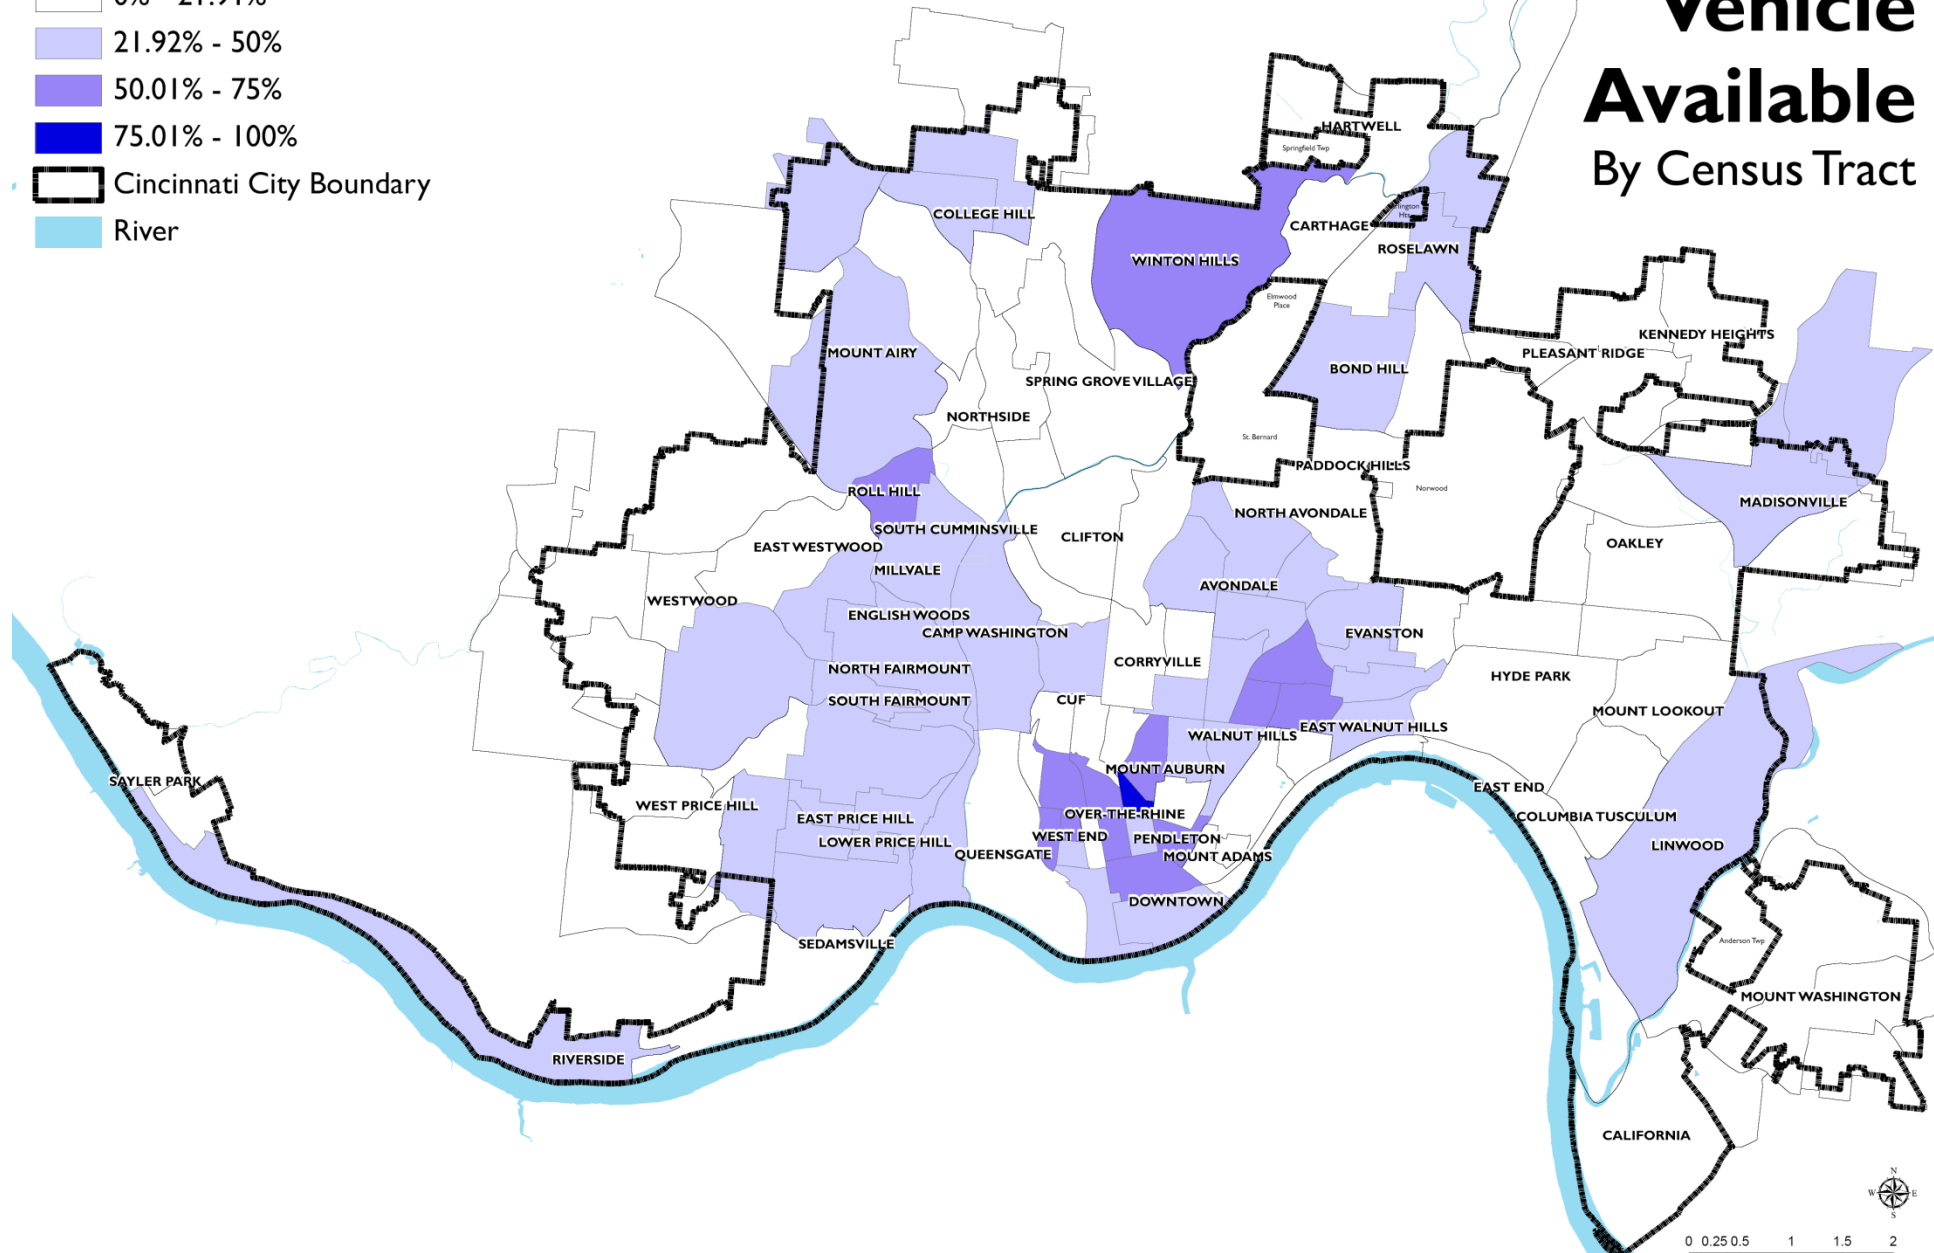 0% - 21.91%
Vehicle
21.92% - 50%
50.01% - 75%
Available
75.01% - 100%
By Census Tract
Cincinnati City Boundary
River
HARTWELL
Springfield Twp
COLLEGE HILL
CARTHAGE
Hts
ROSELAWN
WINTON HILLS
Elmwood
Place
KENNEDY HEIGHTS
MOUNT AIRY
PLEASANT RIDGE
BOND HILL
SPRING GROVE VILLAGE
NORTHSIDE
St. Bernard
PADDOCK HILLS
Norwood
ROLL HILL
MADISONVILLE
NORTH AVONDALE
SOUTH CUMMINSVILLE
CLIFTON
OAKLEY
EAST WESTWOOD
MILLVALE
AVONDALE
WESTWOOD
ENGLISH WOODS
CAMP WASHINGTON
EVANSTON
CORRYVILLE
NORTH FAIRMOUNT
HYDE PARK
SOUTH FAIRMOUNT
CUF
MOUNT LOOKOUT
EAST WALNUT HILLS
WALNUT HILLS
MOUNT AUBURN
SAYLER PARK
EAST END
WEST PRICE HILL
OVER-THE-RHINE
EAST PRICE HILL
COLUMBIA TUSCULUM
WEST END
PENDLETON
LOWER PRICE HILL
LINWOOD
QUEENSGATE
MOUNT ADAMS
DOWNTOWN
SEDAMSVILLE
Anderson Twp
MOUNT WASHINGTON
RIVERSIDE
CALIFORNIA
N
W E
S
0 0.25 0.5 1 1.5 2